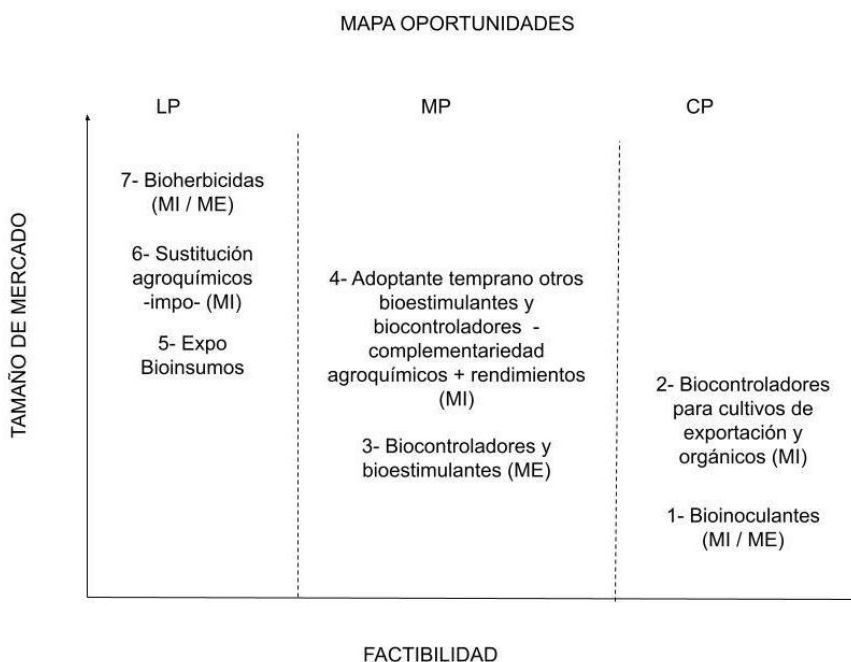 MAPA OPORTUNIDADES
LP
MP
CP
TAMAÑO DE MERCADO
7- Bioherbicidas
(MI / ME)
6- Sustitución
agroquímicos
-impo- (MI)
5- Expo
Bioinsumos
4- Adoptante temprano otros
bioestimulantes y
biocontroladores -
complementariedad
agroquímicos + rendimientos
(MI)
3- Biocontroladores y
bioestimulantes (ME)
2- Biocontroladores
para cultivos de
exportación y
orgánicos (MI)
1- Bioinoculantes
(MI / ME)
FACTIBILIDAD